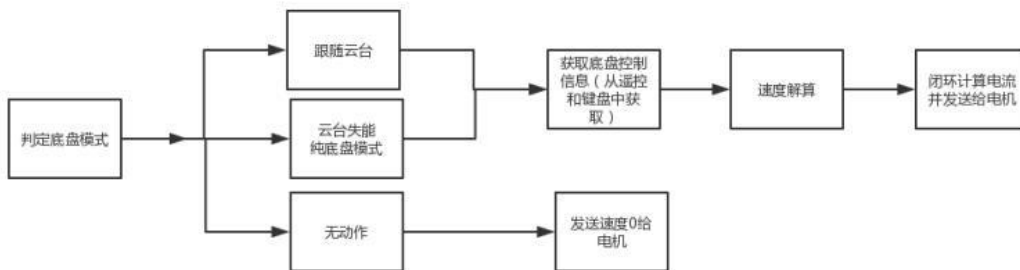 判定底盘模式
跟随云台
云台失能
纯底盘模式
无动作
获取底盘控制
信息（从遥控
和键盘中获
取）
速度解算
闭环计算电流
并发送给电机
发送速度0给
电机